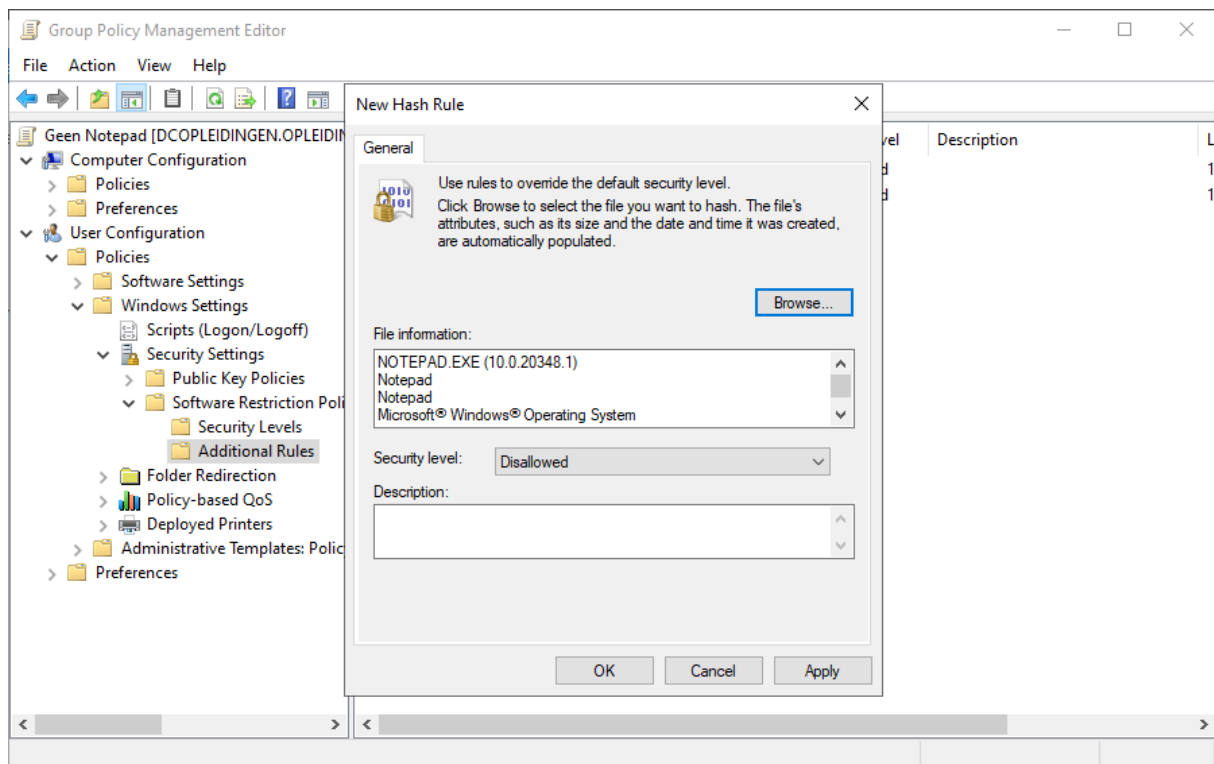 Group Policy Management Editor
File Action View Help
Geen Notepad [DCOPLEIDINGEN.OPLEIDIN
Computer Configuration
Policies
Preferences
User Configuration
Policies
Software Settings
Windows Settings
Scripts (Logon/Logoff)
Security Settings
Public Key Policies
Software Restriction Poli
Security Levels
Additional Rules
Folder Redirection
Policy-based QoS
Deployed Printers
Administrative Templates: Polic
Preferences
New Hash Rule
General
Use rules to override the default security level.
Click Browse to select the file you want to hash. The file's
attributes, such as its size and the date and time it was created,
are automatically populated.
Browse...
File information:
NOTEPAD.EXE (10.0.20348.1)
Notepad
Notepad
Microsoft® Windows® Operating System
Security level: Disallowed
Description:
OK Cancel Apply
vel Description L
d 1
d 1